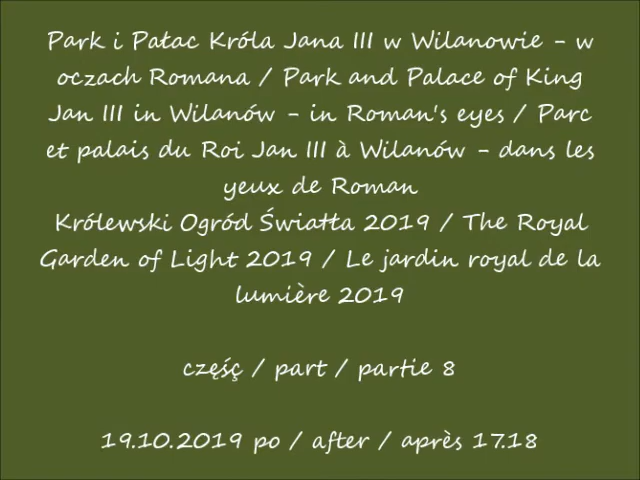 Park i Pałac Króla Jana III w Wilanowie - w
oczach Romana / Park and Palace of King
Jan III in Wilanów - in Roman's eyes / Parc
et palais du Roi Jan III à Wilanów - dans les
yeux de Roman
Królewski Ogród Światła 2019 / The Royal
Garden of Light 2019 / Le jardin royal de la
lumière 2019
częśç / part / partie 8
19.10.2019 po / after / après 17.18